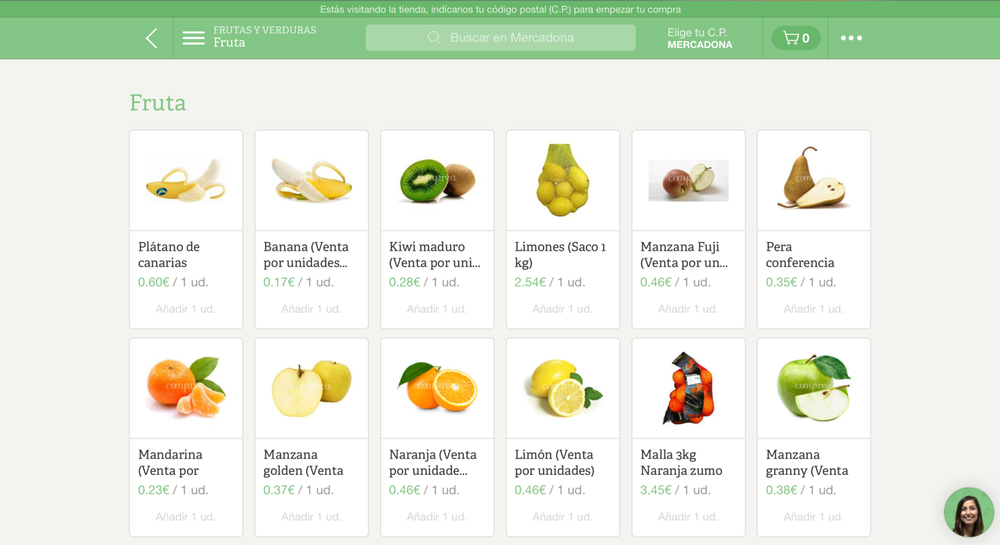 Estás visitando la tienda, indícanos tu código postal (C.P.) para empezar tu compra
FRUTAS Y VERDURAS
Fruta
Buscar en Mercadona
Elige tu C.P.
MERCADONA
0
Fruta
Plátano de
canarias
0.60€ / 1 ud.
Añadir 1 ud.
Banana (Venta
por unidades...
0.17€ / 1 ud.
Añadir 1 ud.
Kiwi maduro
(Venta por uni...
0.28€ / 1 ud.
Añadir 1 ud.
Limones (Saco 1
kg)
2.54€ / 1 ud.
Añadir 1 ud.
Manzana Fuji
(Venta por un...
0.46€ / 1 ud.
Añadir 1 ud.
Pera
conferencia
0.35€ / 1 ud.
Añadir 1 ud.
Mandarina
(Venta por
0.23€ / 1 ud.
Añadir 1 ud.
Manzana
golden (Venta
0.37€ / 1 ud.
Añadir 1 ud.
Naranja (Venta
por unidade...
0.46€ / 1 ud.
Añadir 1 ud.
Limón (Venta
por unidades)
0.46€ / 1 ud.
Añadir 1 ud.
Malla 3kg
Naranja zumo
3.45€ / 1 ud.
Añadir 1 ud.
Manzana
granny (Venta
0.38€ / 1 ud.
Añadir 1 ud.